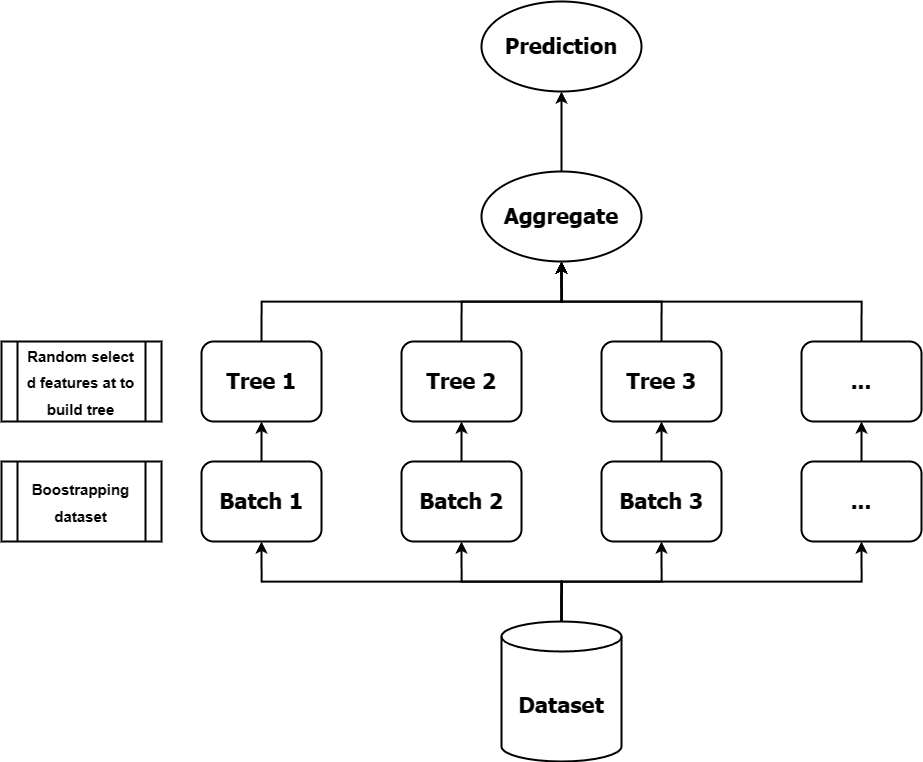 Prediction
Aggregate
Random select
d features at to
build tree
Tree 1
Tree 2
Tree 3
...
Boostrapping
dataset
Batch 1
Batch 2
Batch 3
...
Dataset